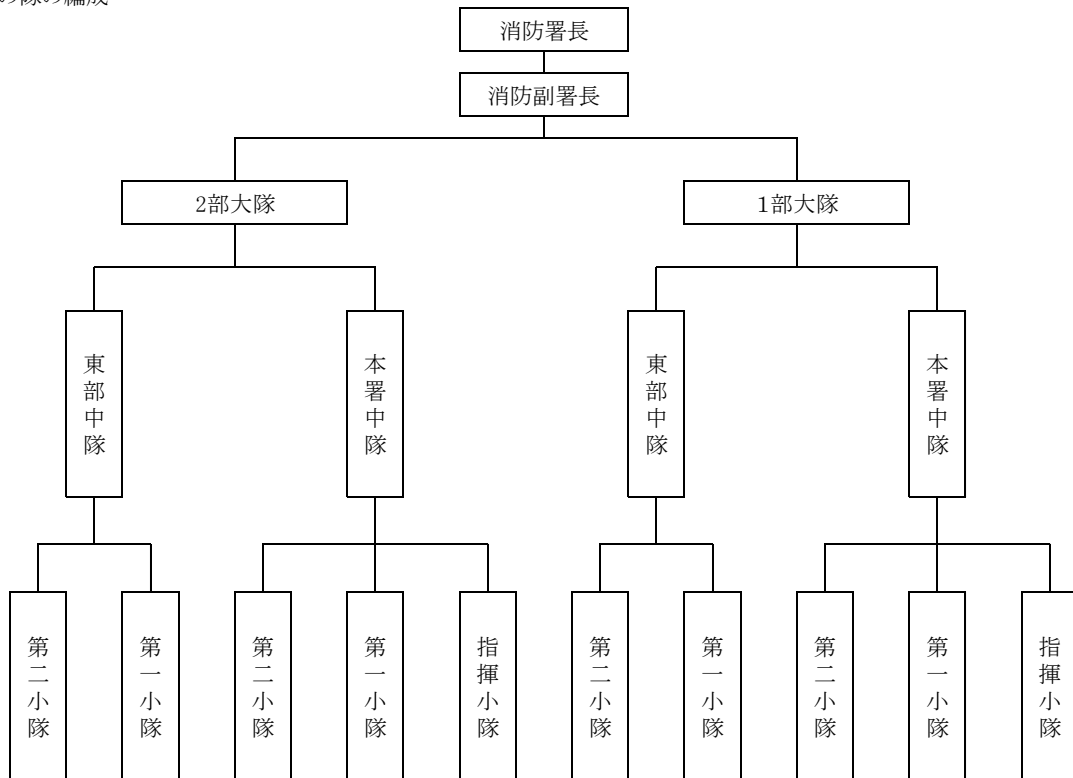 の隊の編成
消防署長
消防副署長
2部大隊
1部大隊
東部中隊
本署中隊
東部中隊
本署中隊
第二小隊
第一小隊
第二小隊
第一小隊
指揮小隊
第二小隊
第一小隊
第二小隊
第一小隊
指揮小隊